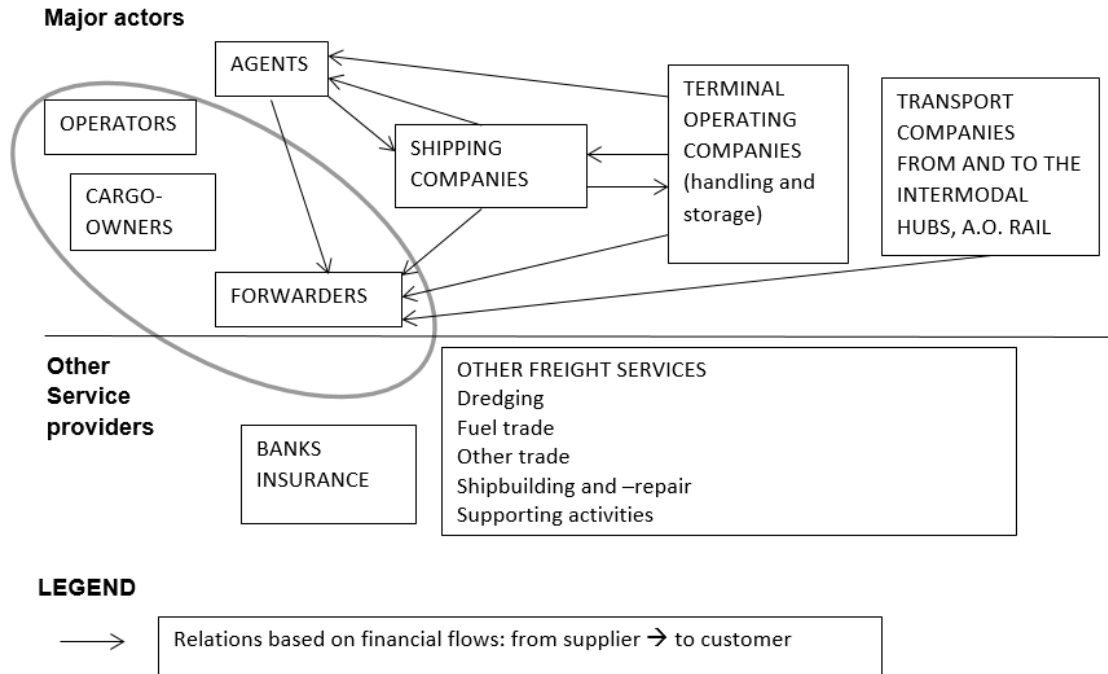 Major actors
AGENTS
OPERATORS
CARGO-
OWNERS
SHIPPING
COMPANIES
TERMINAL
OPERATING
COMPANIES
(handling and
storage)
TRANSPORT
COMPANIES
FROM AND TO THE
INTERMODAL
HUBS, A.O. RAIL
FORWARDERS
Other
Service
providers
BANKS
INSURANCE
OTHER FREIGHT SERVICES
Dredging
Fuel trade
Other trade
Shipbuilding and –repair
Supporting activities
LEGEND
Relations based on financial flows: from supplier → to customer